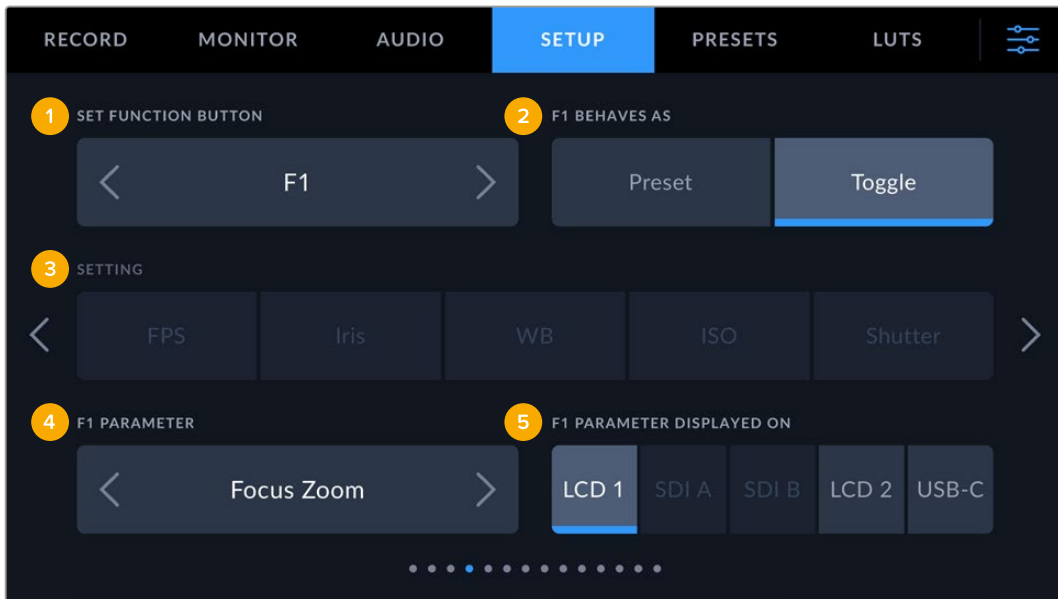 RECORD MONITOR AUDIO SETUP PRESETS LUTS
1 SET FUNCTION BUTTON 2 F1 BEHAVES AS
F1 Preset Toggle
3 SETTING
FPS Iris WB ISO Shutter
4 F1 PARAMETER 5 F1 PARAMETER DISPLAYED ON
Focus Zoom LCD 1 SDI A SDI B LCD 2 USB-C